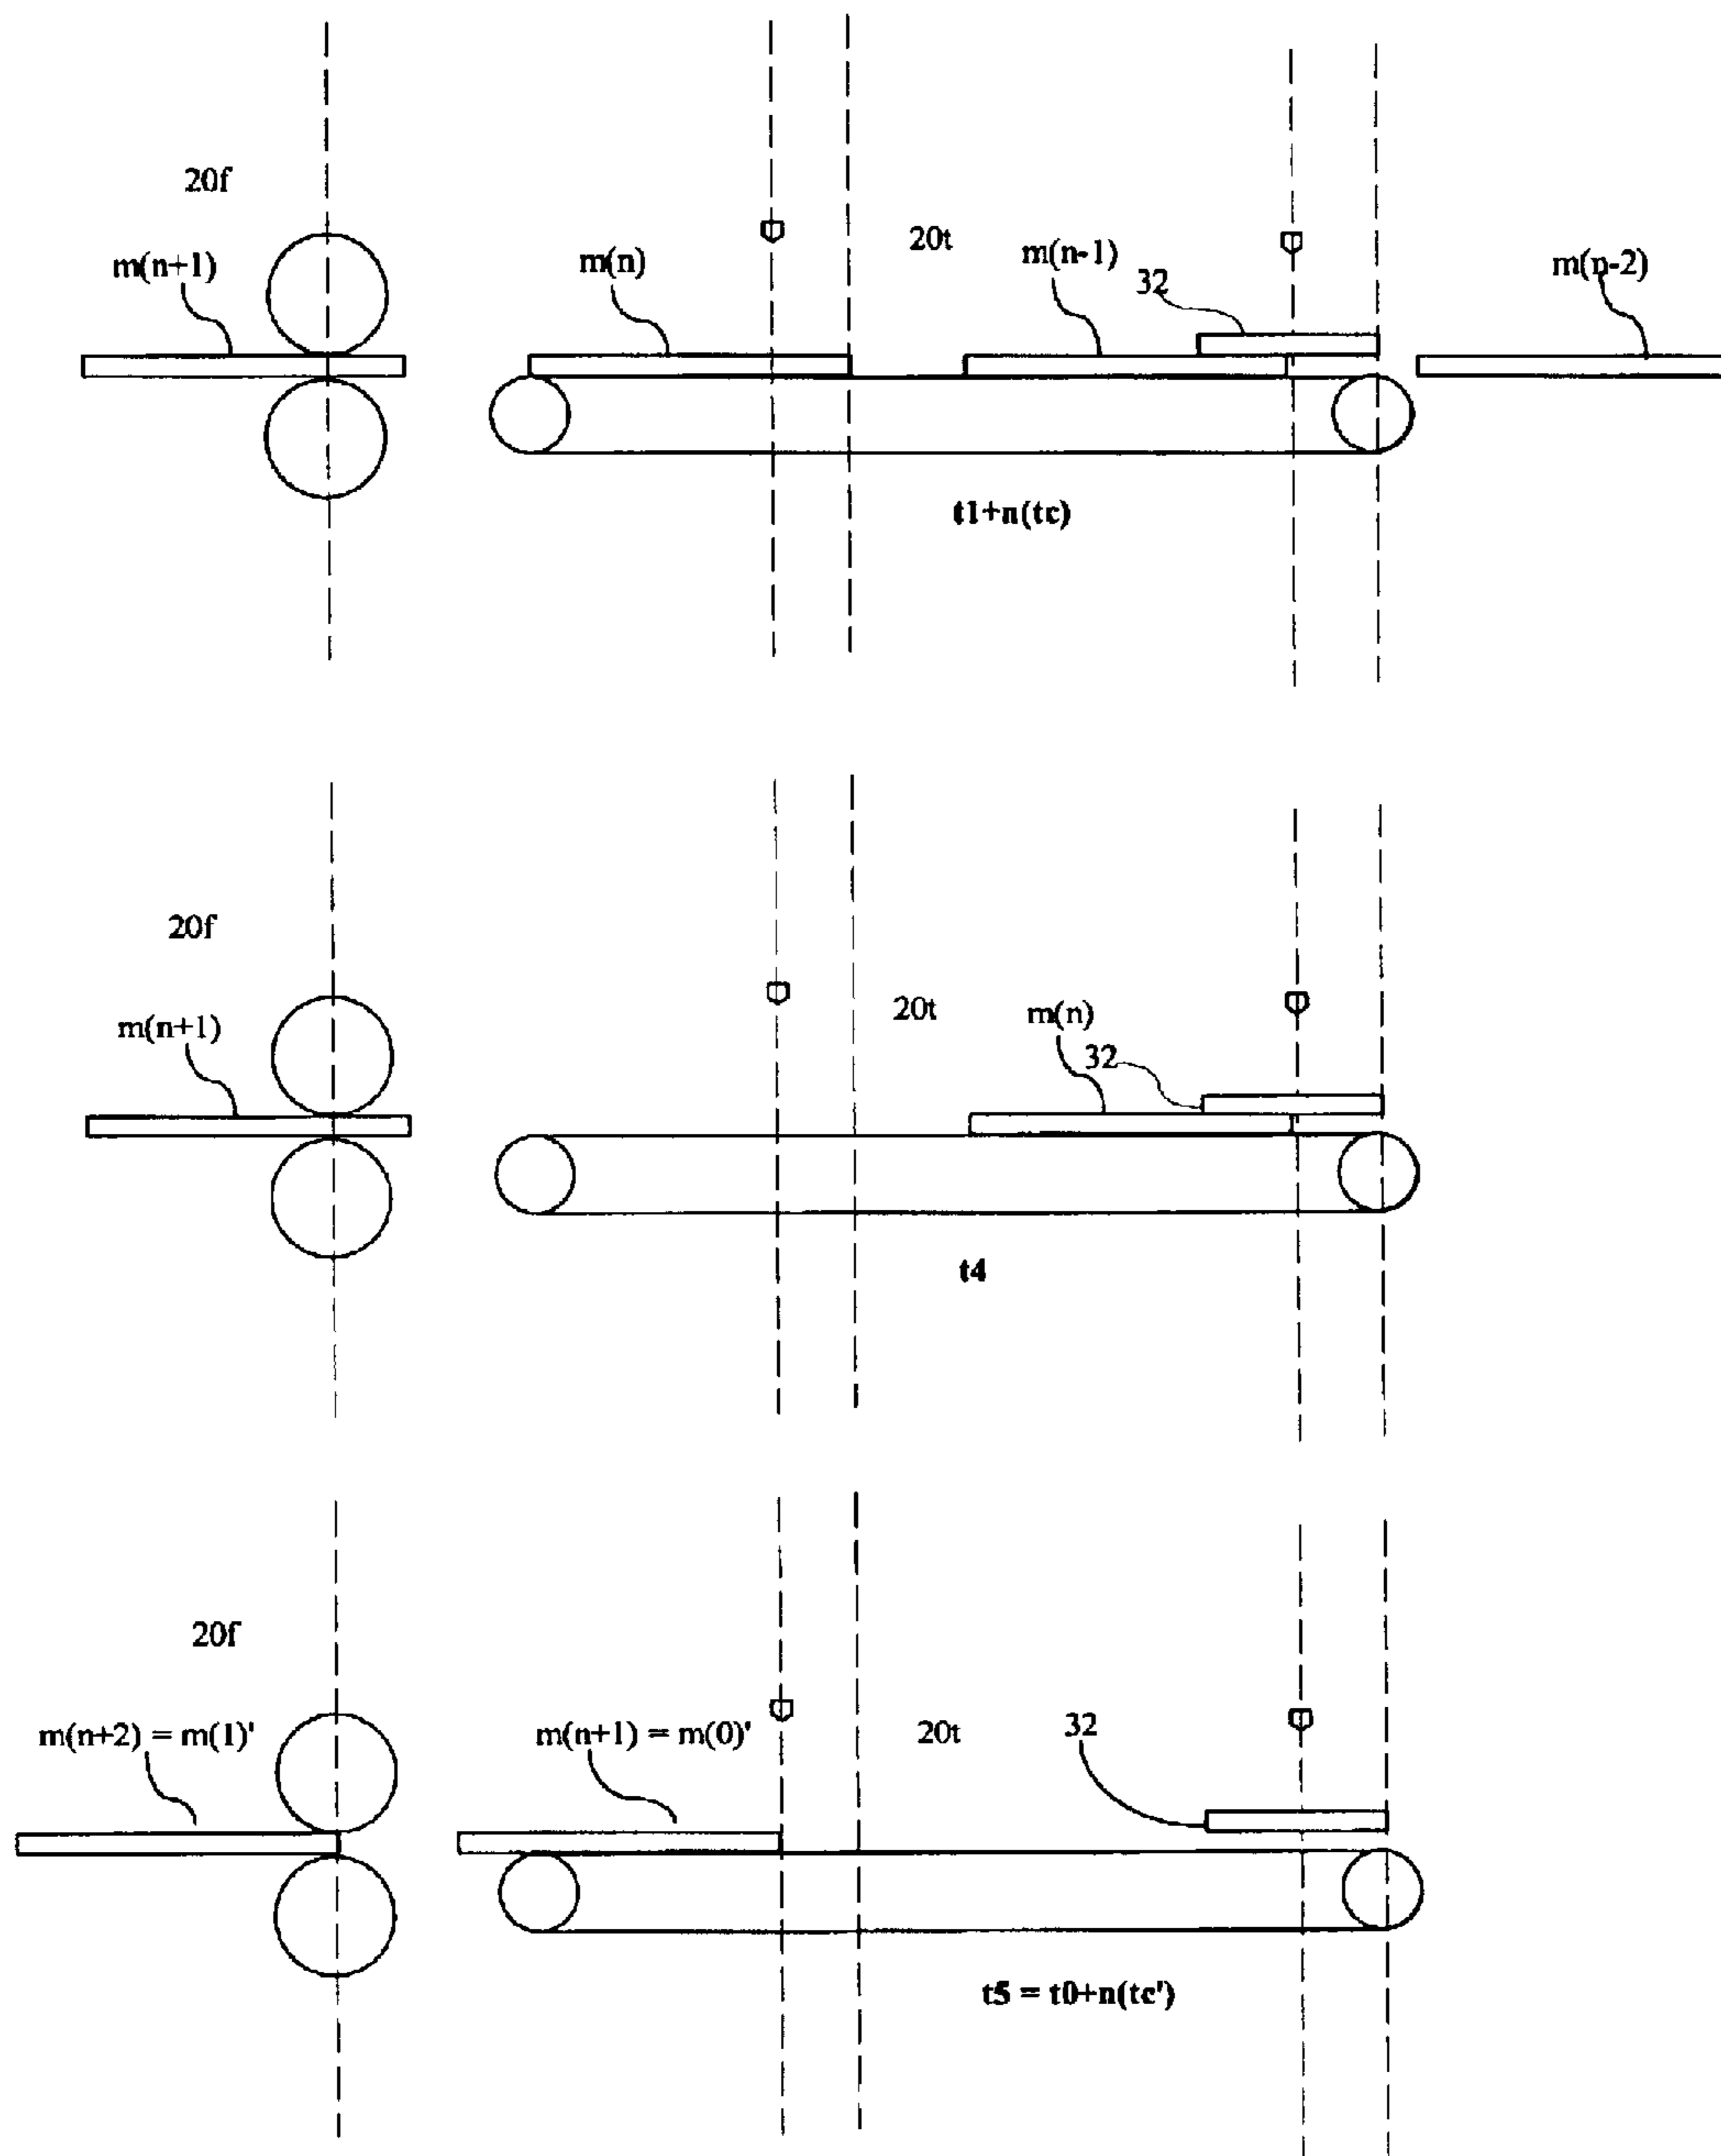 20f
20t
m(n+1)
m(n)
m(n-1)
32
m(n-2)
t1+n(tc)
20f
20t
m(n+1)
m(n)
32
t4
20f
m(n+2) = m(1)'
m(n+1) = m(0)'
20t
32
t5 = t0+n(tc')